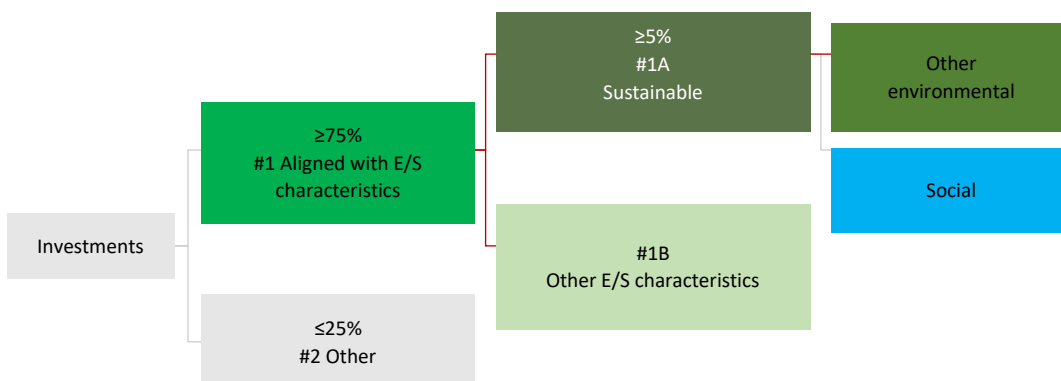 Investments
≥75%
#1 Aligned with E/S
characteristics
≤25%
#2 Other
≥5%
#1A
Sustainable
#1B
Other E/S characteristics
Other
environmental
Social